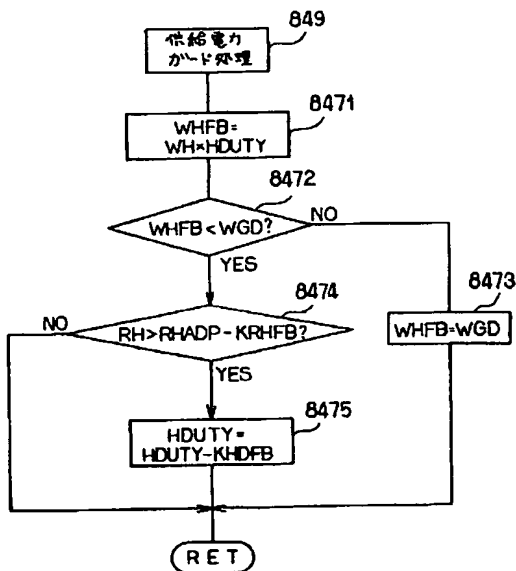 849
供給電力
ガード処理
8471
WHFB=
WH*HDUTY
8472
WHFB<WGD?
NO
YES
8473
WHFB=WGD
8474
NO
RH>RHADP-KRHFB?
YES
8475
HDUTY=
HDUTY-KHDFB
RET